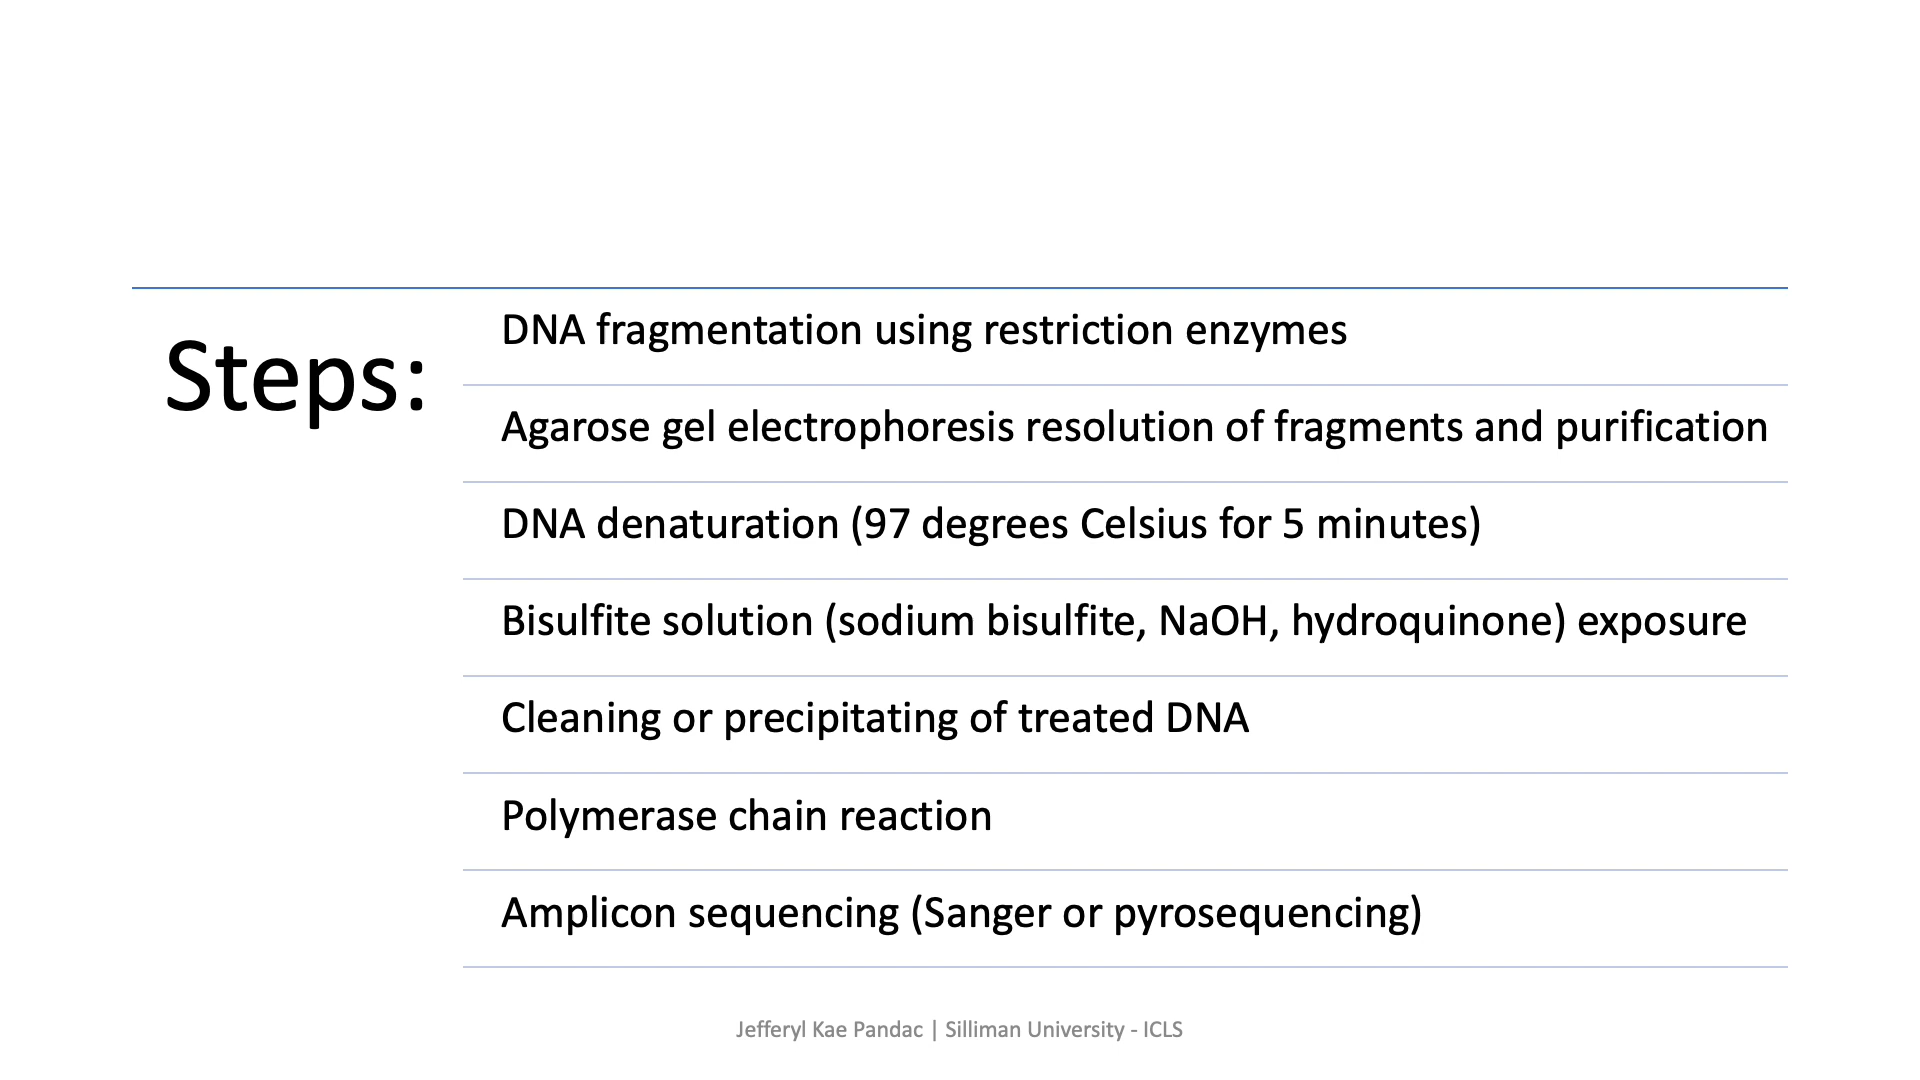 Steps:
DNA fragmentation using restriction enzymes
Agarose gel electrophoresis resolution of fragments and purification
DNA denaturation (97 degrees Celsius for 5 minutes)
Bisulfite solution (sodium bisulfite, NaOH, hydroquinone) exposure
Cleaning or precipitating of treated DNA
Polymerase chain reaction
Amplicon sequencing (Sanger or pyrosequencing)
Jefferyl Kae Pandac | Silliman University - ICLS